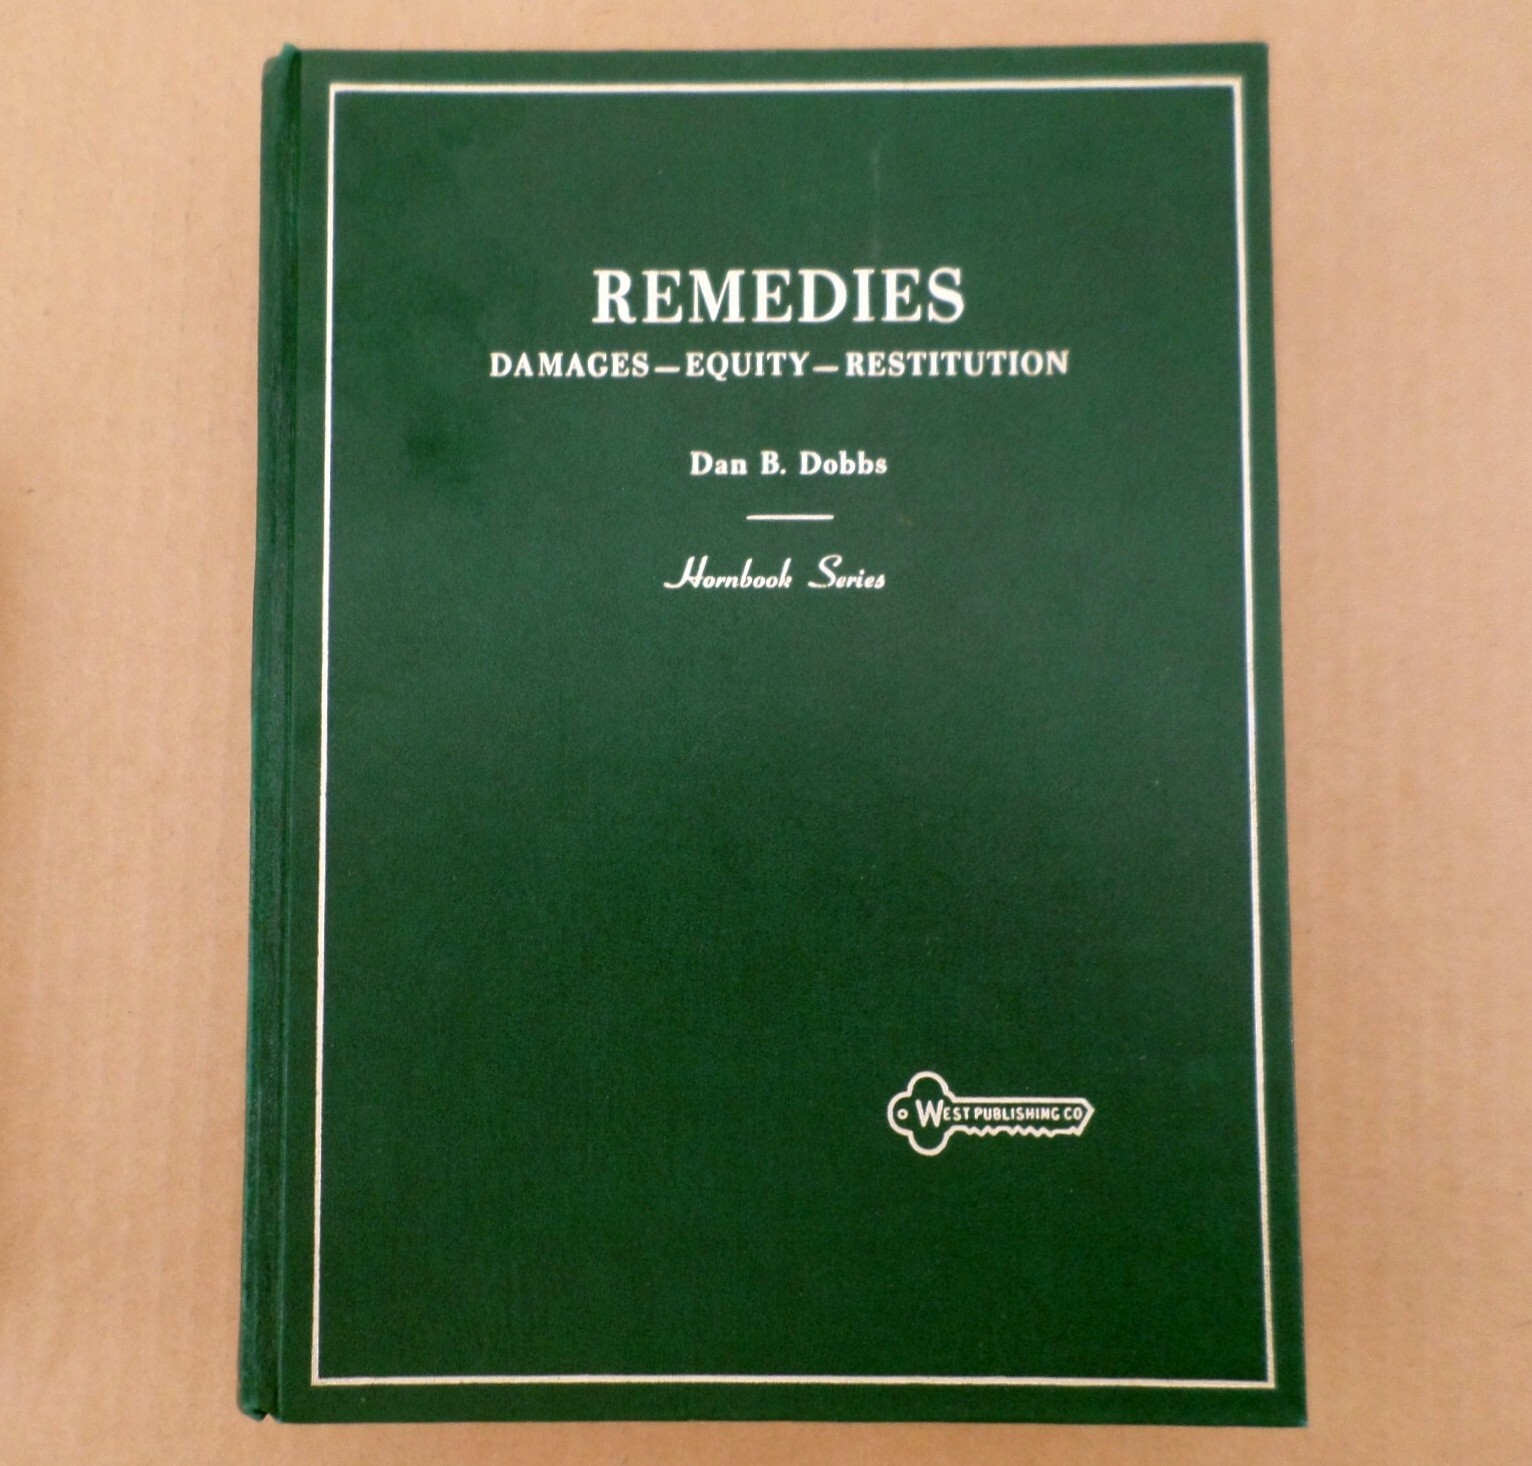 REMEDIES
DAMAGES—EQUITY—RESTITUTION
Dan B. Dobbs
Hornbook Series
WEST PUBLISHING CO